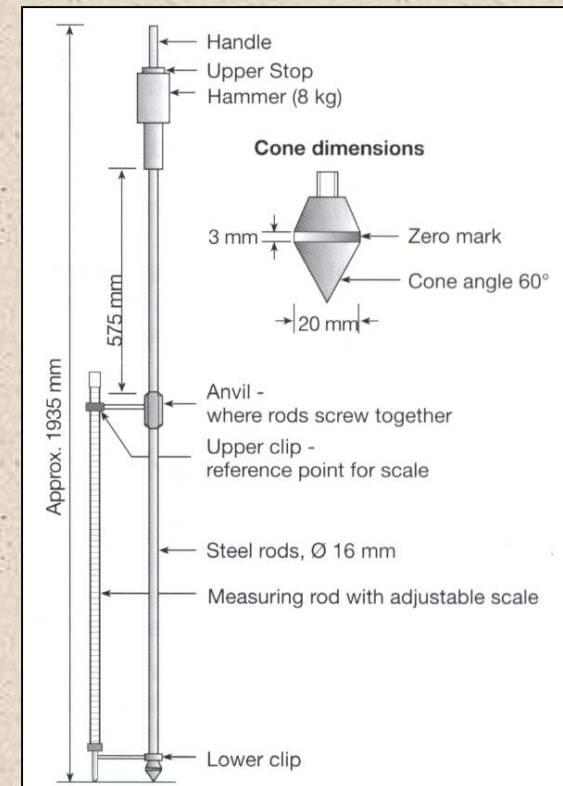 Handle
Upper Stop
Hammer (8 kg)
Cone dimensions
3 mm
Zero mark
Cone angle 60°
20 mm
575 mm
Approx. 1935 mm
Anvil -
where rods screw together
Upper clip -
reference point for scale
Steel rods, Ø 16 mm
Measuring rod with adjustable scale
Lower clip